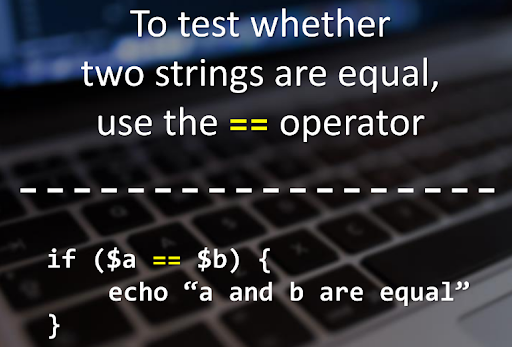 To test whether
two strings are equal,
use the == operator
if ($a == $b) {
    echo “a and b are equal”
}